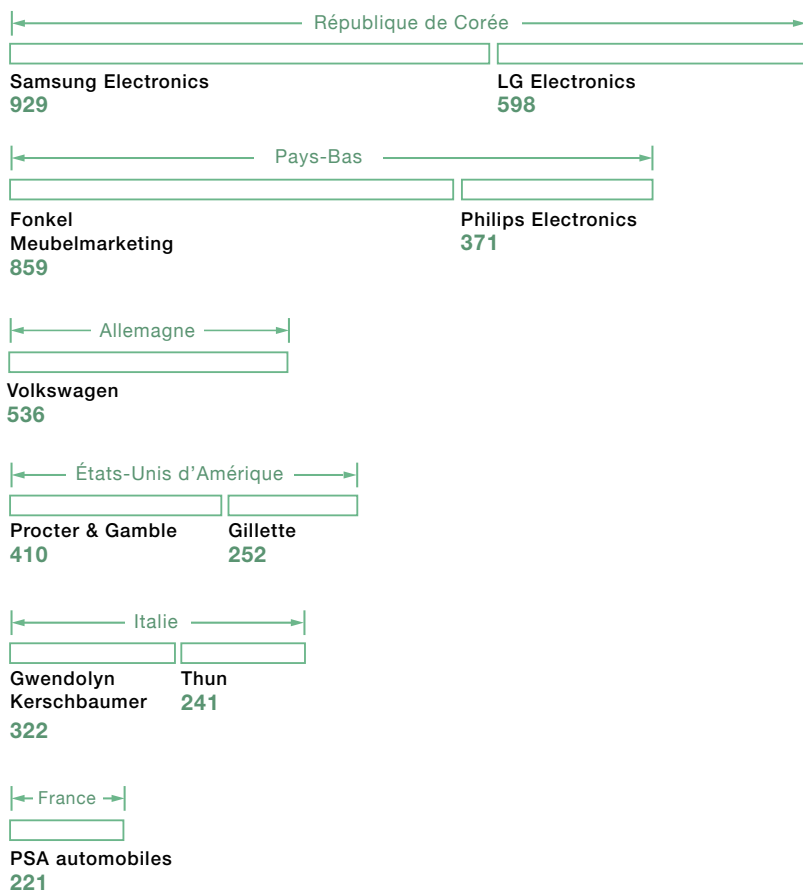 République de Corée
Samsung Electronics
929
LG Electronics
598
Pays-Bas
Fonkel
Meubelmarketing
859
Philips Electronics
371
Allemagne
Volkswagen
536
États-Unis d’Amérique
Procter & Gamble
410
Gillette
252
Italie
Gwendolyn
Kerschbaumer
322
Thun
241
France
PSA automobiles
221